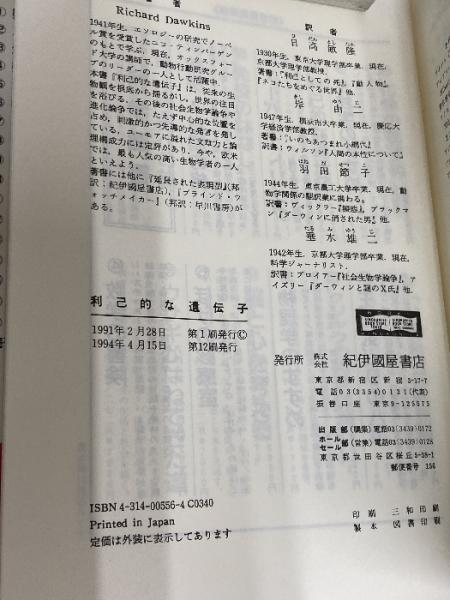 者
Richard Dawkins
1941年生。エソロジーの研究でノーベ
ル賞を受賞したニコ・ティンバーゲン
のもとで学ぶ。現在、オックスフォー
ド大学の講師で、動物行動研究グルー
プのリーダーの一人として活躍中。
本書『利己的な遺伝子』は、従来の生
物観を根底から揺るがし、世界の注目
を浴びる。その後の社会生物学論争や
進化論争では、たえず中心的な位置を
占め、刺激的かつ先導的な発言を発し
ている。ユーモアに溢れた文章力と論
理構成力には定評があり、今や、欧米
では、最も人気の高い生物学者の一人
といえよう。
著書には他に『延長された表現型』(邦
訳：紀伊國屋書店)、『ブラインド・ウ
ォッチメイカー』(邦訳：早川書房)が
ある。
訳者
日高敏隆
1930年生。東京大学理学部卒業。現在、
京都大学理学部教授。
著書：『利己としての死』『動人物』
『ネコたちをめぐる世界』他。
岸由二
1947年生。横浜市大卒業。現在、慶応大
学経済学部教授。
著書：『いのちあつまれ小網代』
訳書：ウィルソン『人間の本性について』
羽田節子
1944年生。東京農工大学卒業。現在、動
物学関係の翻訳業に携わる。
訳書：ヴィックラー『擬態』、ブラックマ
ン『ダーウィンに消された男』他。
垂水雄二
1942年生。京都大学理学部卒業。現在、
科学ジャーナリスト。
訳書：ブロイアー『社会生物学論争』、ア
イズリー『ダーウィンと謎のX氏』他。
利己的な遺伝子
1991年2月28日　第1刷発行©
1994年4月15日　第12刷発行
発行所　株式会社　紀伊國屋書店
東京都新宿区新宿3-17-7
電話03(3354)0131(代表)
振替口座　東京9-125575
出版部(編集)電話03(3439)0172
ホールセール部(営業)電話03(3439)0128
東京都世田谷区桜丘5-38-1
郵便番号　156
ISBN4-314-00556-4 C0340
Printed in Japan
定価は外装に表示してあります
印刷　三和印刷
製本　図書印刷